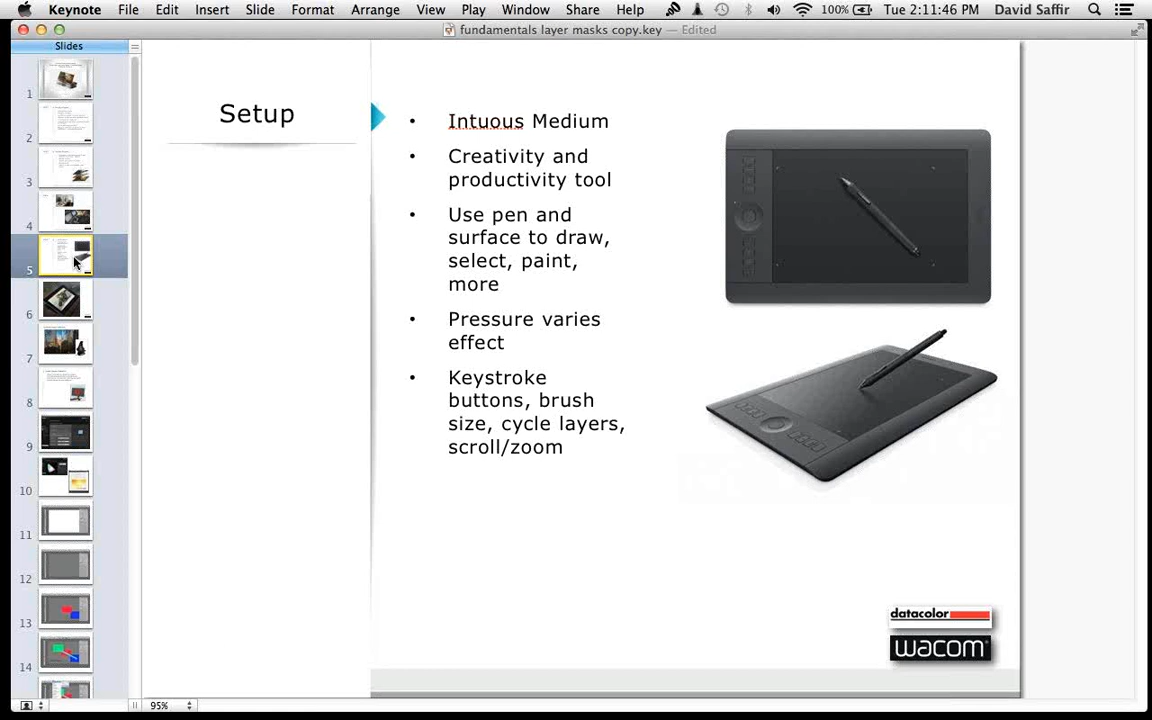 Keynote File Edit Insert Slide Format Arrange View Play Window Share Help 100% Tue 2:11:46 PM David Saffir
fundamentals layer masks copy.key — Edited
Slides
1
2
3
4
5
6
7
8
9
10
11
12
13
14
Setup
• Intuous Medium
• Creativity and
productivity tool
• Use pen and
surface to draw,
select, paint,
more
• Pressure varies
effect
• Keystroke
buttons, brush
size, cycle layers,
scroll/zoom
datacolor
wacom
95%